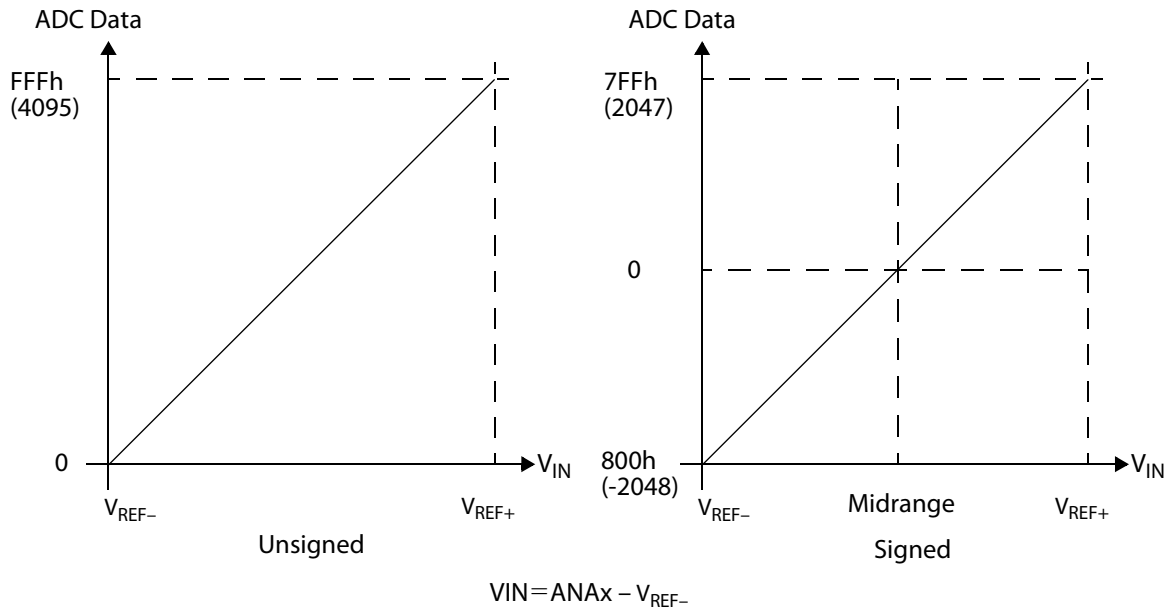 ADC Data
FFFh
(4095)
0
V_IN
V_REF–
V_REF+
Unsigned
ADC Data
7FFh
(2047)
0
800h
(-2048)
V_IN
V_REF–
Midrange
V_REF+
Signed
VIN=ANAx – V_REF–